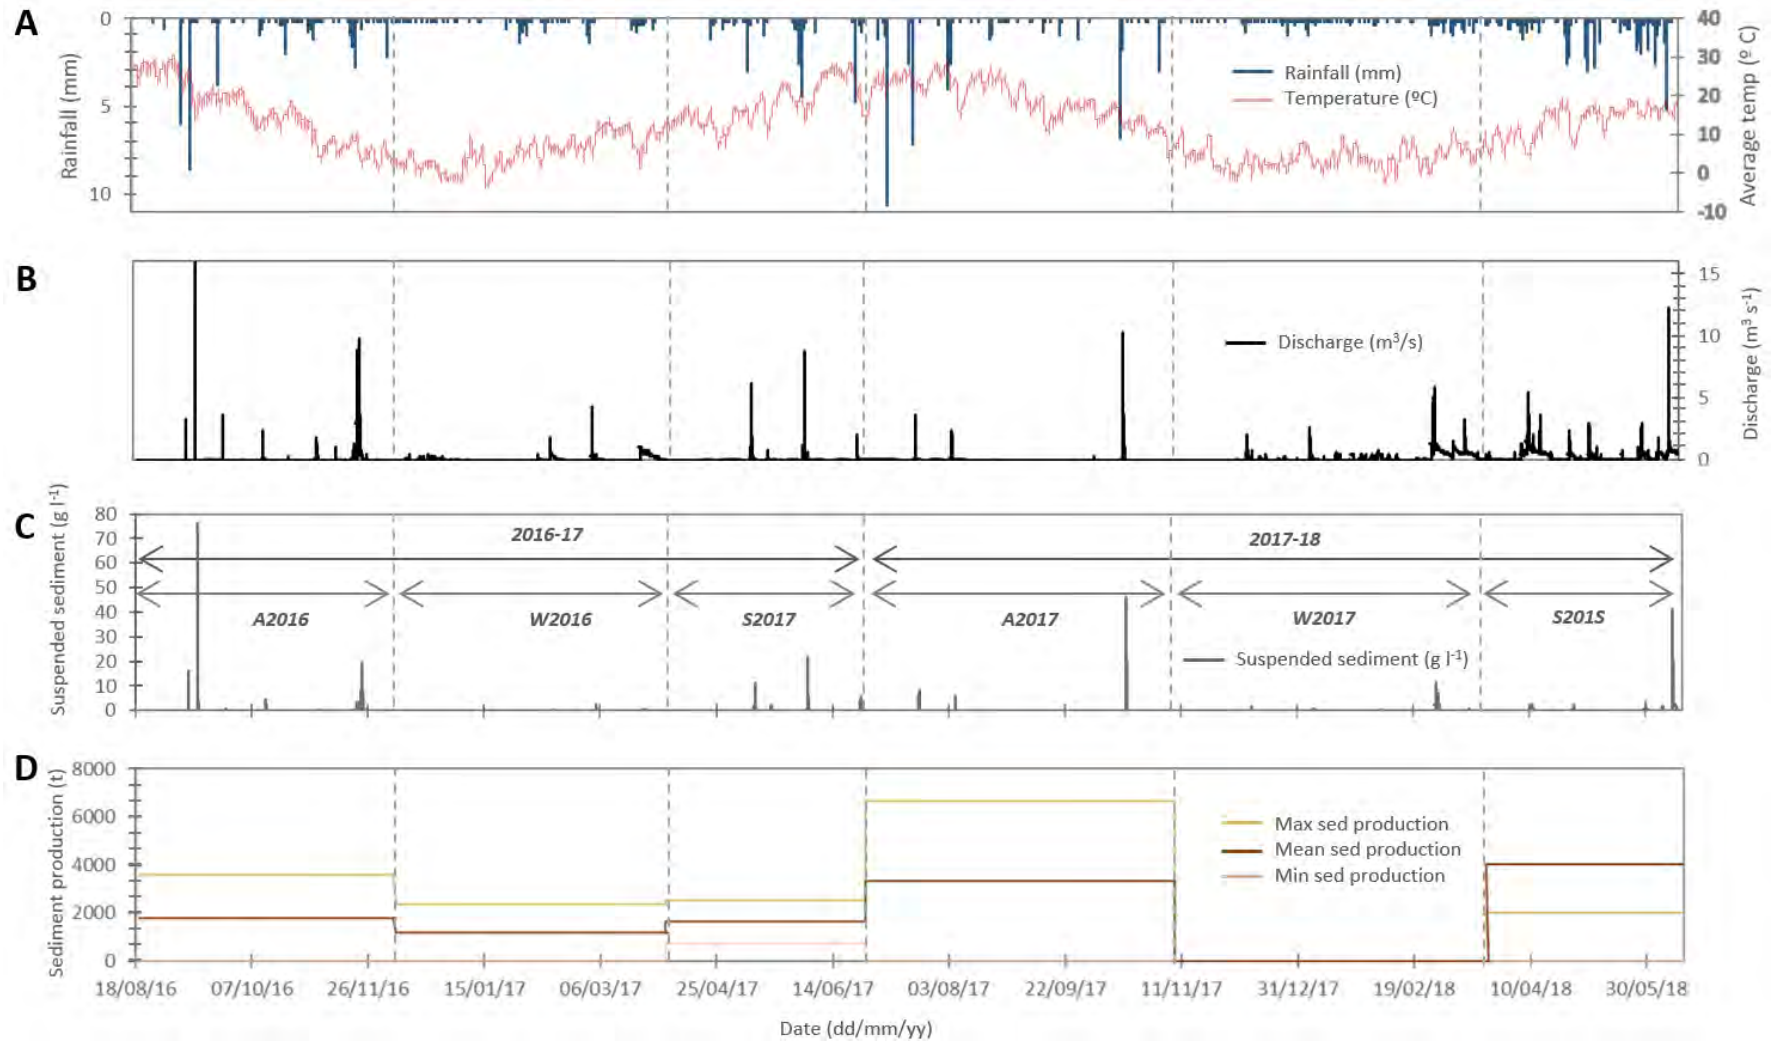 A
Rainfall (mm)
0
5
10
Rainfall (mm)
Temperature (ºC)
40
30
20
10
0
-10
Average temp (º C)
B
Discharge (m³/s)
15
10
5
0
Discharge (m³ s⁻¹)
C
Suspended sediment (g l⁻¹)
80
70
60
50
40
30
20
10
0
2016-17
2017-18
A2016
W2016
S2017
A2017
W2017
S201S
Suspended sediment (g l⁻¹)
D
Sediment production (t)
8000
6000
4000
2000
0
Max sed production
Mean sed production
Min sed production
18/08/16
07/10/16
26/11/16
15/01/17
06/03/17
25/04/17
14/06/17
03/08/17
22/09/17
11/11/17
31/12/17
19/02/18
10/04/18
30/05/18
Date (dd/mm/yy)